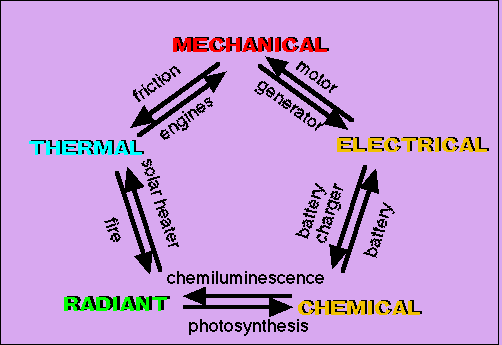 MECHANICAL
friction
engines
motor
generator
THERMAL
ELECTRICAL
fire
solar heater
battery
charger
battery
chemiluminescence
RADIANT
CHEMICAL
photosynthesis